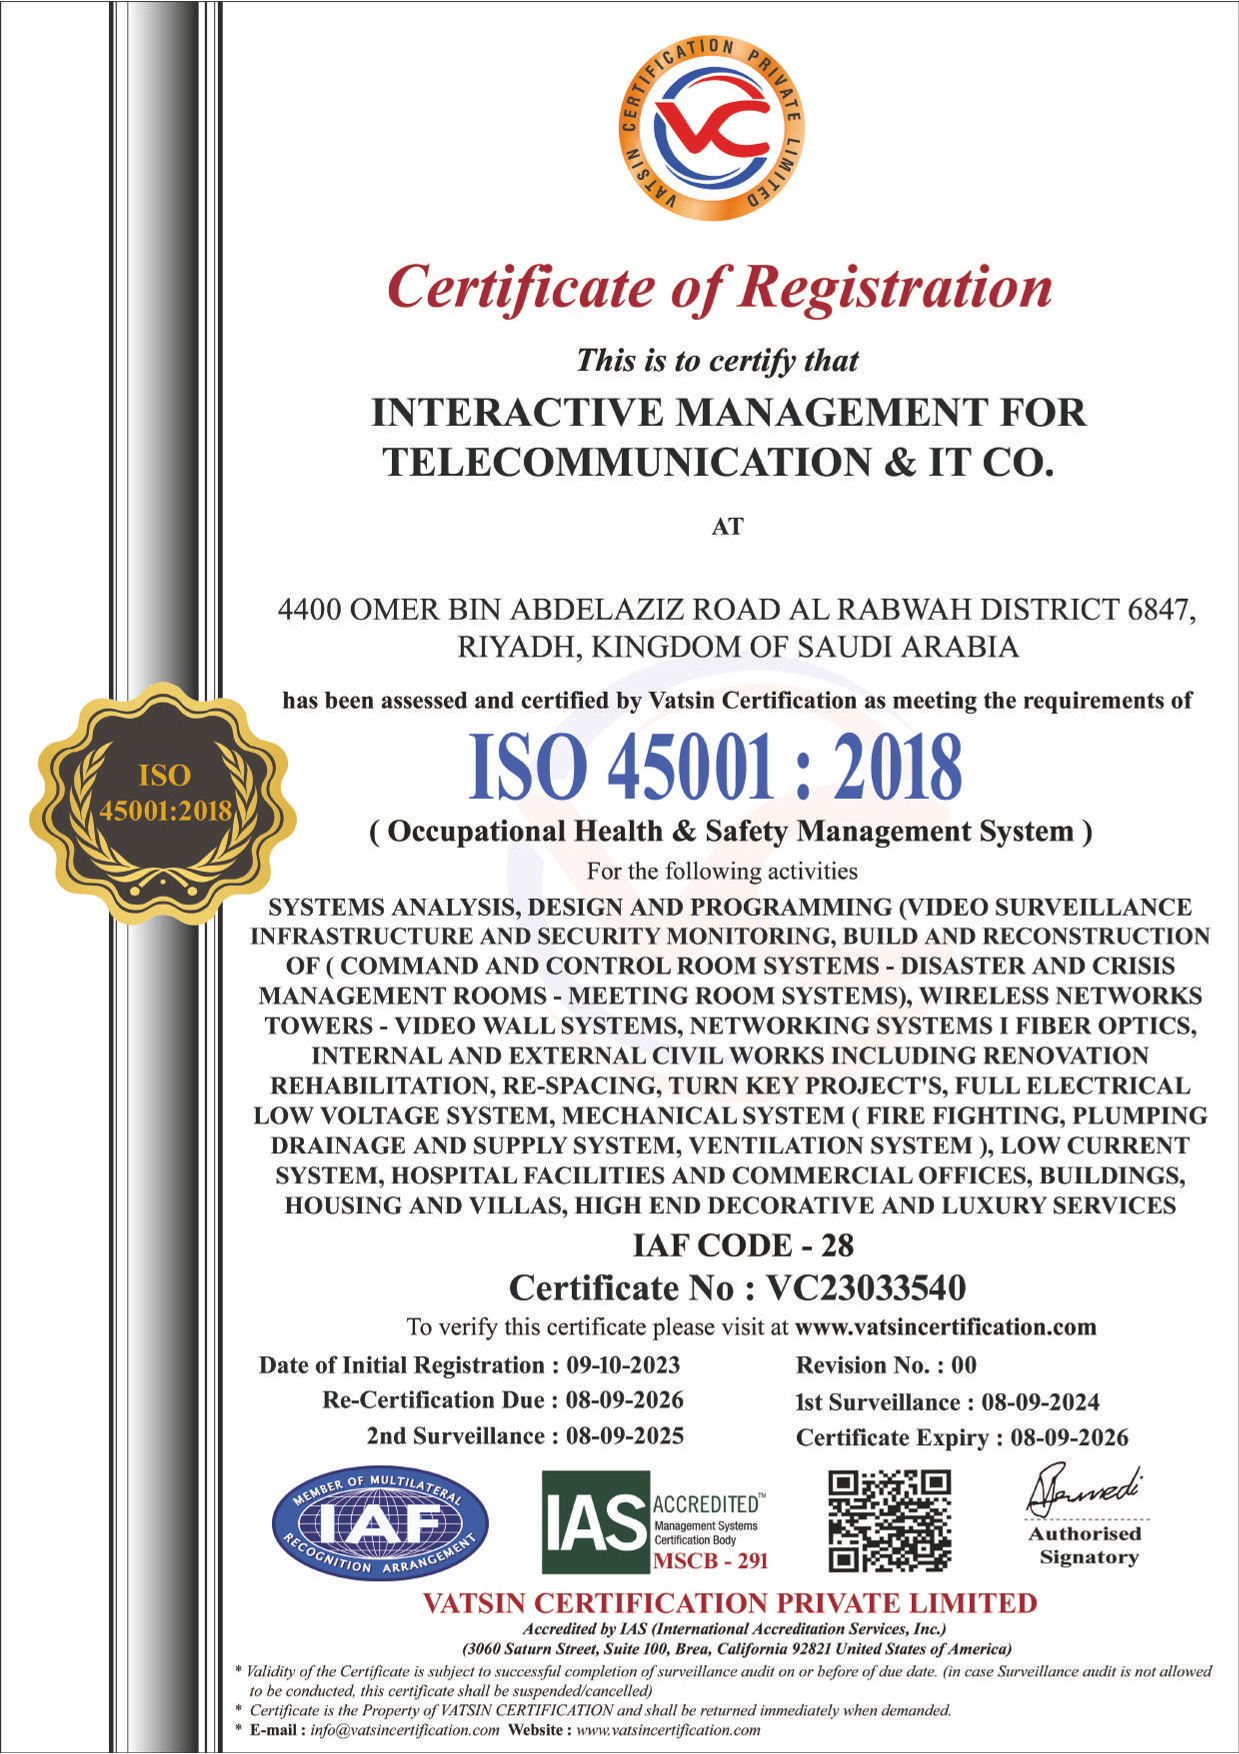 VATSIN CERTIFICATION PRIVATE LIMITED
VC
Certificate of Registration
This is to certify that
INTERACTIVE MANAGEMENT FOR
TELECOMMUNICATION & IT CO.
AT
4400 OMER BIN ABDELAZIZ ROAD AL RABWAH DISTRICT 6847,
RIYADH, KINGDOM OF SAUDI ARABIA
has been assessed and certified by Vatsin Certification as meeting the requirements of
ISO 45001 : 2018
ISO
45001:2018
( Occupational Health & Safety Management System )
For the following activities
SYSTEMS ANALYSIS, DESIGN AND PROGRAMMING (VIDEO SURVEILLANCE
INFRASTRUCTURE AND SECURITY MONITORING, BUILD AND RECONSTRUCTION
OF ( COMMAND AND CONTROL ROOM SYSTEMS - DISASTER AND CRISIS
MANAGEMENT ROOMS - MEETING ROOM SYSTEMS), WIRELESS NETWORKS
TOWERS - VIDEO WALL SYSTEMS, NETWORKING SYSTEMS I FIBER OPTICS,
INTERNAL AND EXTERNAL CIVIL WORKS INCLUDING RENOVATION
REHABILITATION, RE-SPACING, TURN KEY PROJECT'S, FULL ELECTRICAL
LOW VOLTAGE SYSTEM, MECHANICAL SYSTEM ( FIRE FIGHTING, PLUMPING
DRAINAGE AND SUPPLY SYSTEM, VENTILATION SYSTEM ), LOW CURRENT
SYSTEM, HOSPITAL FACILITIES AND COMMERCIAL OFFICES, BUILDINGS,
HOUSING AND VILLAS, HIGH END DECORATIVE AND LUXURY SERVICES
IAF CODE - 28
Certificate No : VC23033540
To verify this certificate please visit at www.vatsincertification.com
Date of Initial Registration : 09-10-2023
Revision No. : 00
Re-Certification Due : 08-09-2026
1st Surveillance : 08-09-2024
2nd Surveillance : 08-09-2025
Certificate Expiry : 08-09-2026
MEMBER OF MULTILATERAL
IAF
RECOGNITION ARRANGEMENT
IAS
ACCREDITED™
Management Systems
Certification Body
MSCB - 291
Authorised
Signatory
VATSIN CERTIFICATION PRIVATE LIMITED
Accredited by IAS (International Accreditation Services, Inc.)
(3060 Saturn Street, Suite 100, Brea, California 92821 United States of America)
* Validity of the Certificate is subject to successful completion of surveillance audit on or before of due date. (in case Surveillance audit is not allowed
to be conducted, this certificate shall be suspended/cancelled)
* Certificate is the Property of VATSIN CERTIFICATION and shall be returned immediately when demanded.
* E-mail : info@vatsincertification.com Website : www.vatsincertification.com